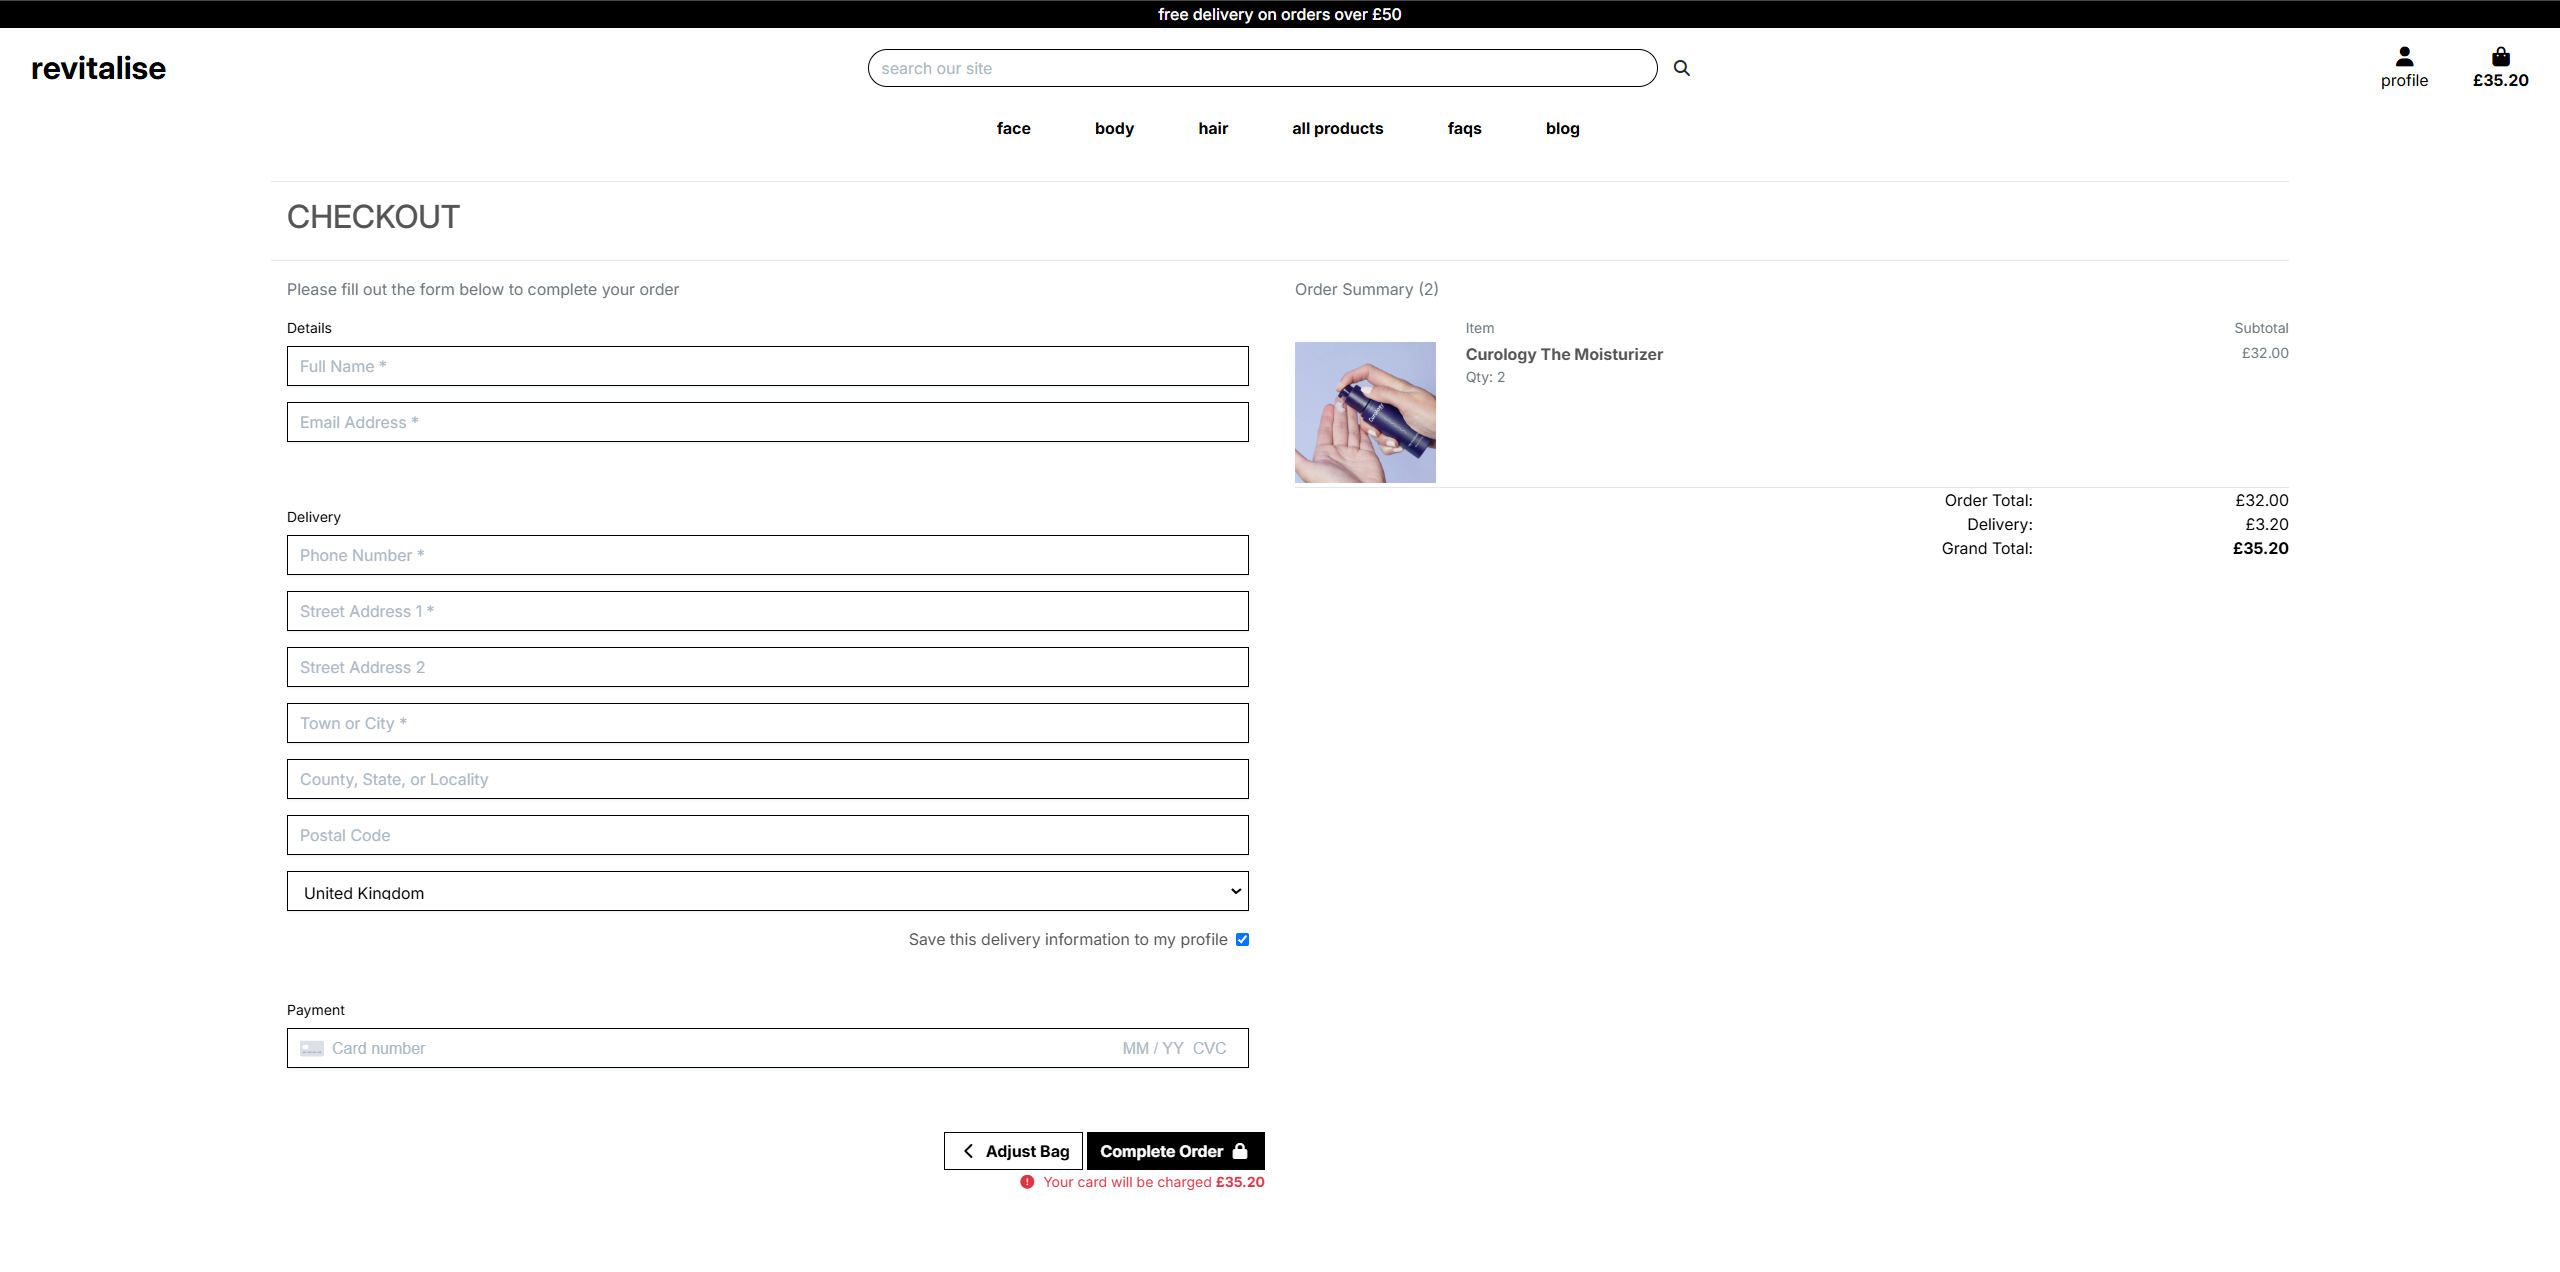 free delivery on orders over £50
revitalise
search our site
profile
£35.20
face body hair all products faqs blog
CHECKOUT
Please fill out the form below to complete your order
Details
Full Name *
Email Address *
Delivery
Phone Number *
Street Address 1 *
Street Address 2
Town or City *
County, State, or Locality
Postal Code
United Kingdom
Save this delivery information to my profile
Payment
Card number MM / YY CVC
Adjust Bag Complete Order
Your card will be charged £35.20
Order Summary (2)
Item Subtotal
Curology The Moisturizer £32.00
Qty: 2
Curology
Order Total: £32.00
Delivery: £3.20
Grand Total: £35.20